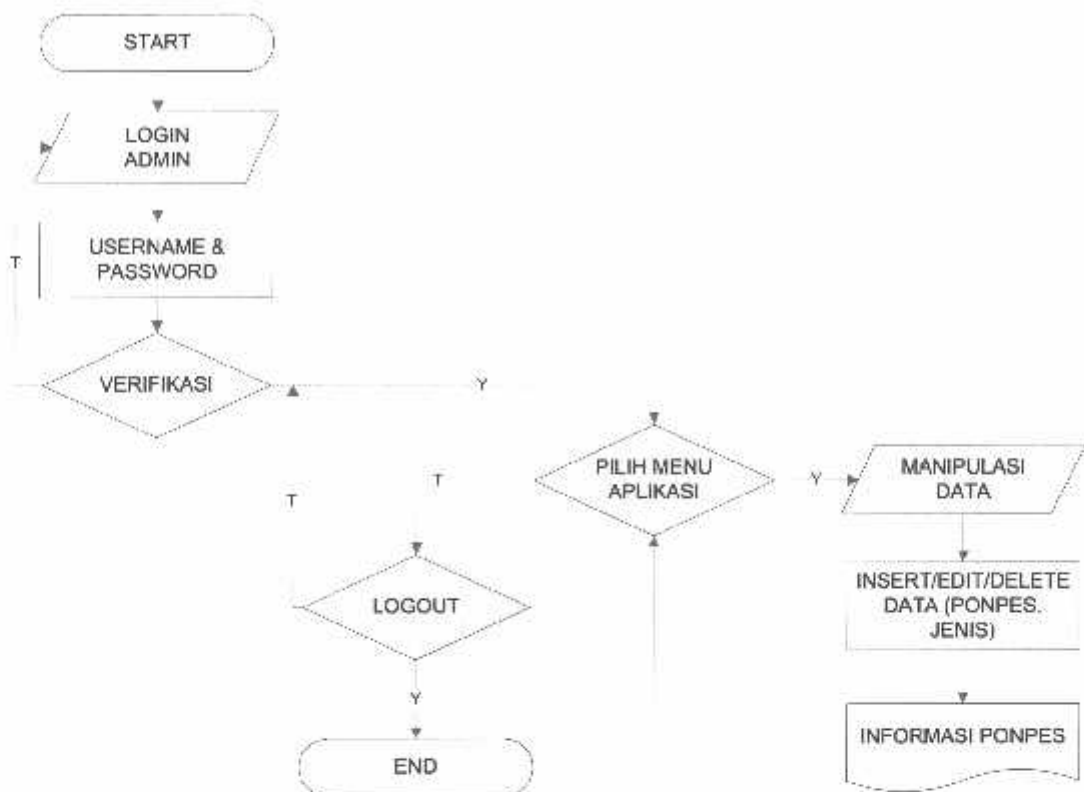 START
LOGIN
ADMIN
USERNAME &
PASSWORD
T
VERIFIKASI
Y
PILIH MENU
APLIKASI
Y
MANIPULASI
DATA
T
T
INSERT/EDIT/DELETE
DATA (PONPES.
JENIS)
LOGOUT
Y
INFORMASI PONPES
END